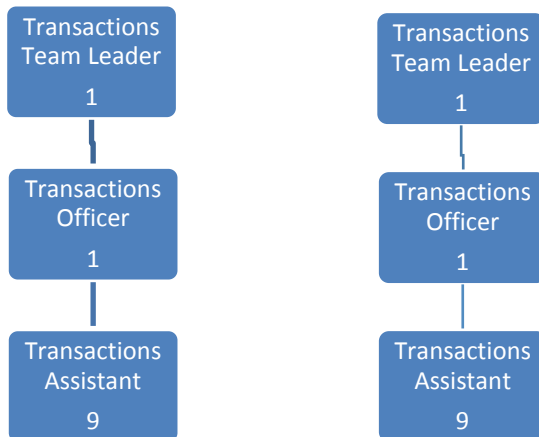 Transactions
Team Leader
1
Transactions
Officer
1
Transactions
Assistant
9
Transactions
Team Leader
1
Transactions
Officer
1
Transactions
Assistant
9